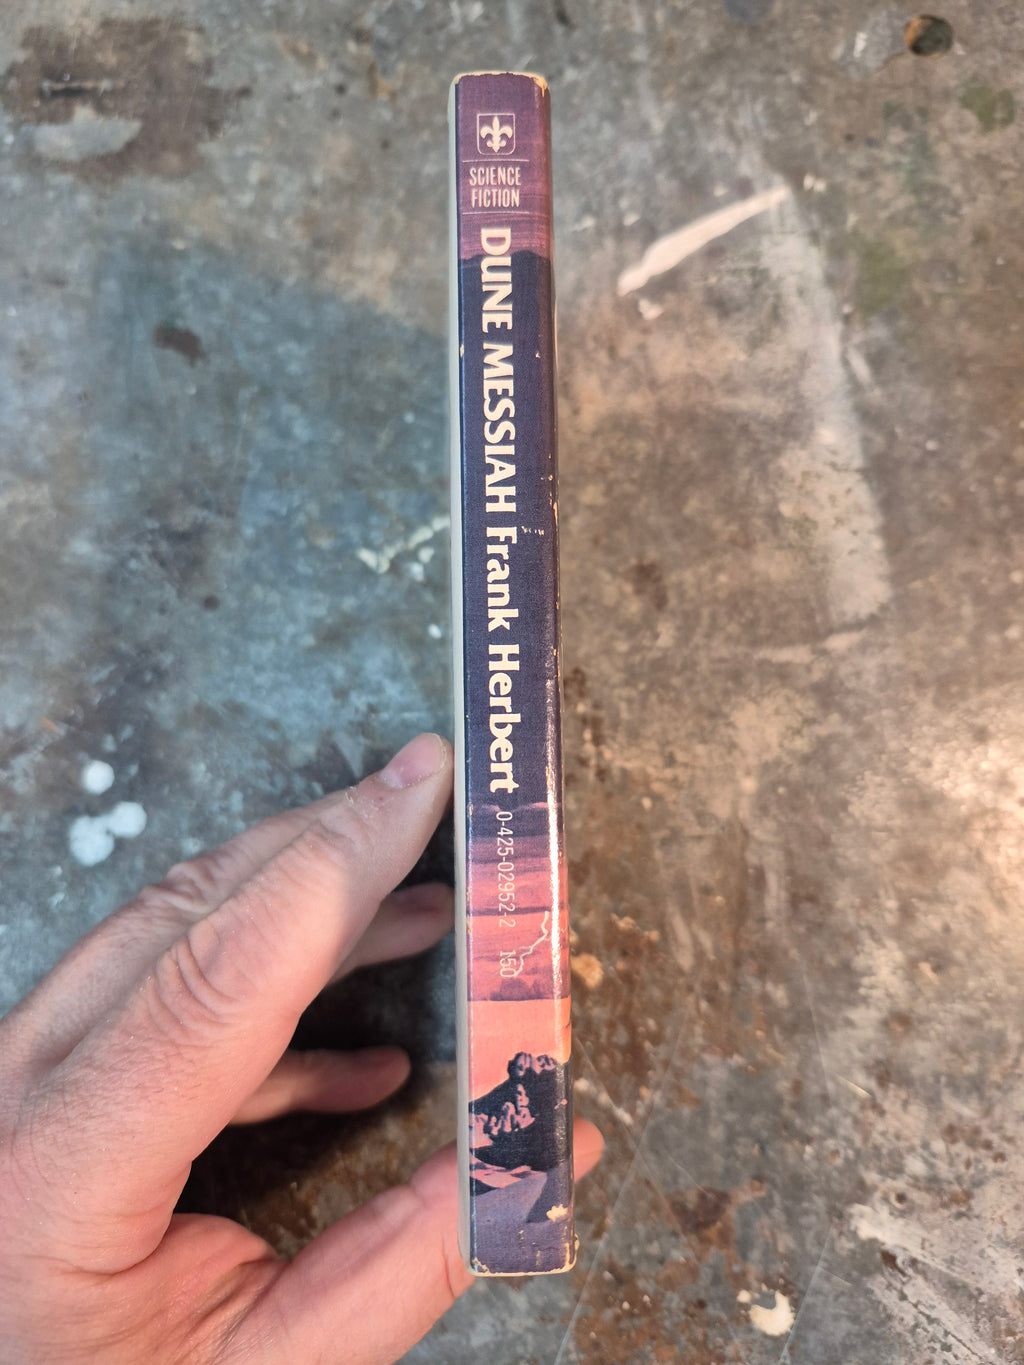 SCIENCE
FICTION
DUNE MESSIAH Frank Herbert 0-425-02952-2 150